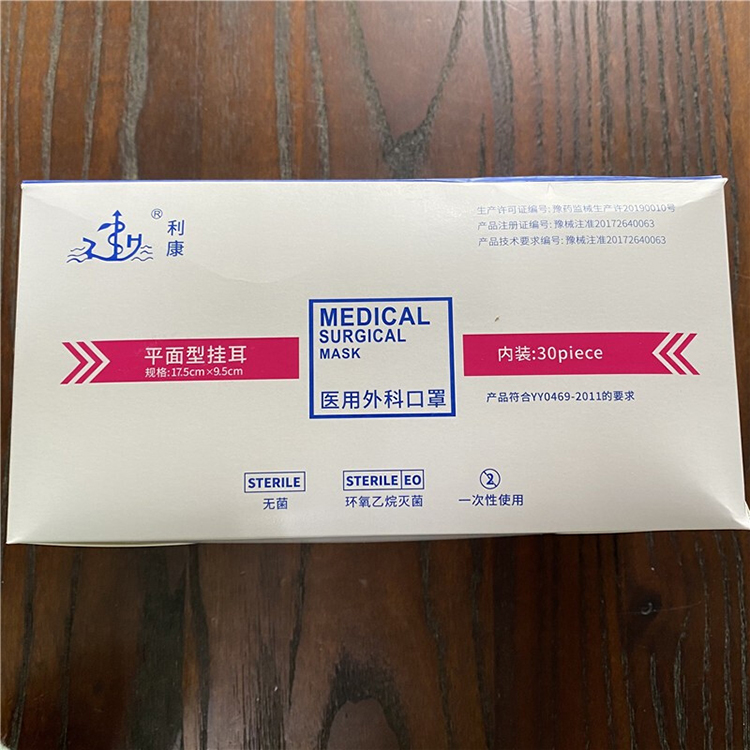 ®
利康
生产许可证编号:豫药监械生产许20190010号
产品注册证编号:豫械注准20172640063
产品技术要求编号:豫械注准20172640063
平面型挂耳
规格:17.5cm×9.5cm
MEDICAL
SURGICAL
MASK
医用外科口罩
内装:30piece
产品符合YY0469-2011的要求
STERILE
无菌
STERILE EO
环氧乙烷灭菌
2
一次性使用